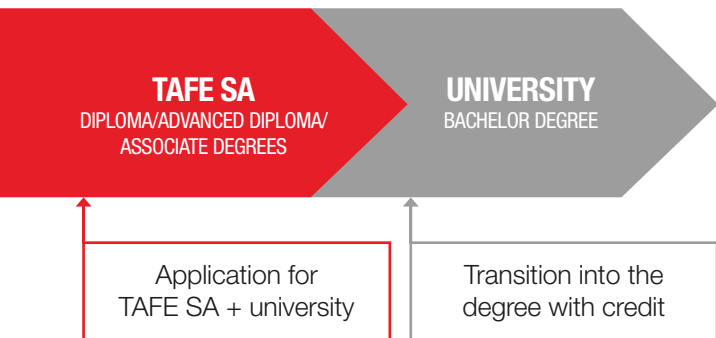 TAFE SA
DIPLOMA/ADVANCED DIPLOMA/
ASSOCIATE DEGREES
UNIVERSITY
BACHELOR DEGREE
Application for
TAFE SA + university
Transition into the
degree with credit